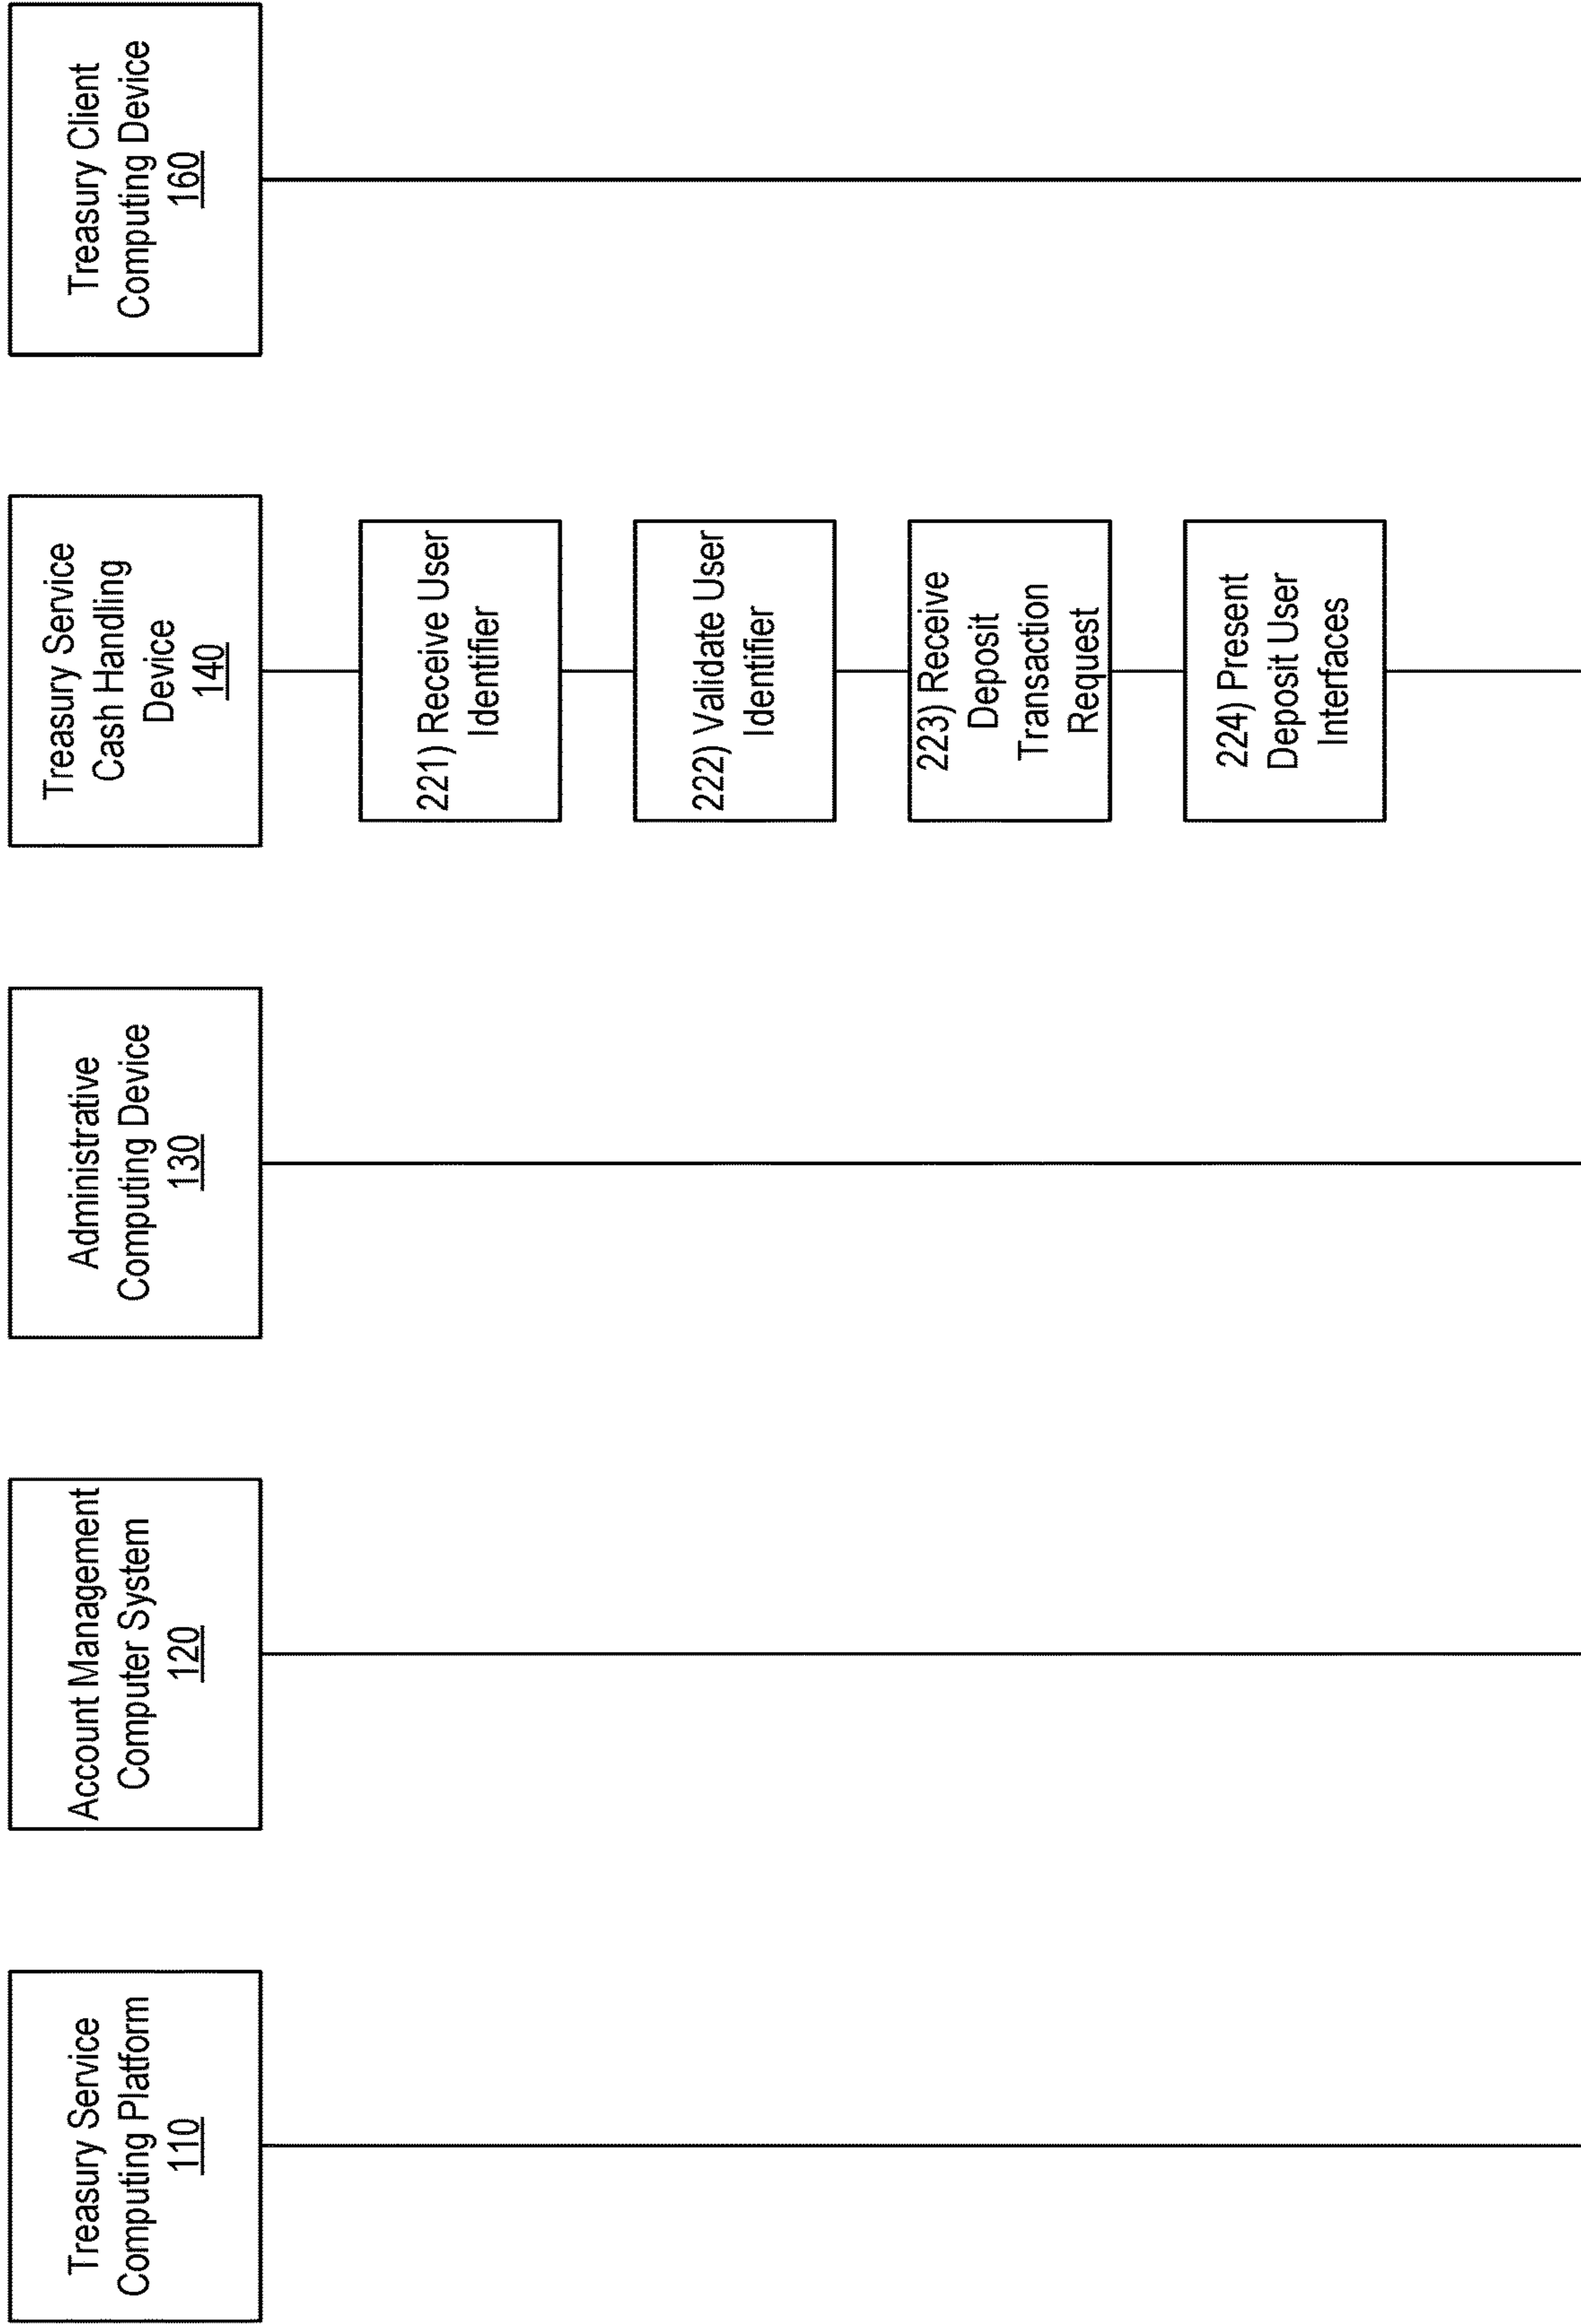 Treasury Service
Computing Platform
110
Account Management
Computer System
120
Administrative
Computing Device
130
Treasury Service
Cash Handling
Device
140
Treasury Client
Computing Device
160
221) Receive User
Identifier
222) Validate User
Identifier
223) Receive
Deposit
Transaction
Request
224) Present
Deposit User
Interfaces